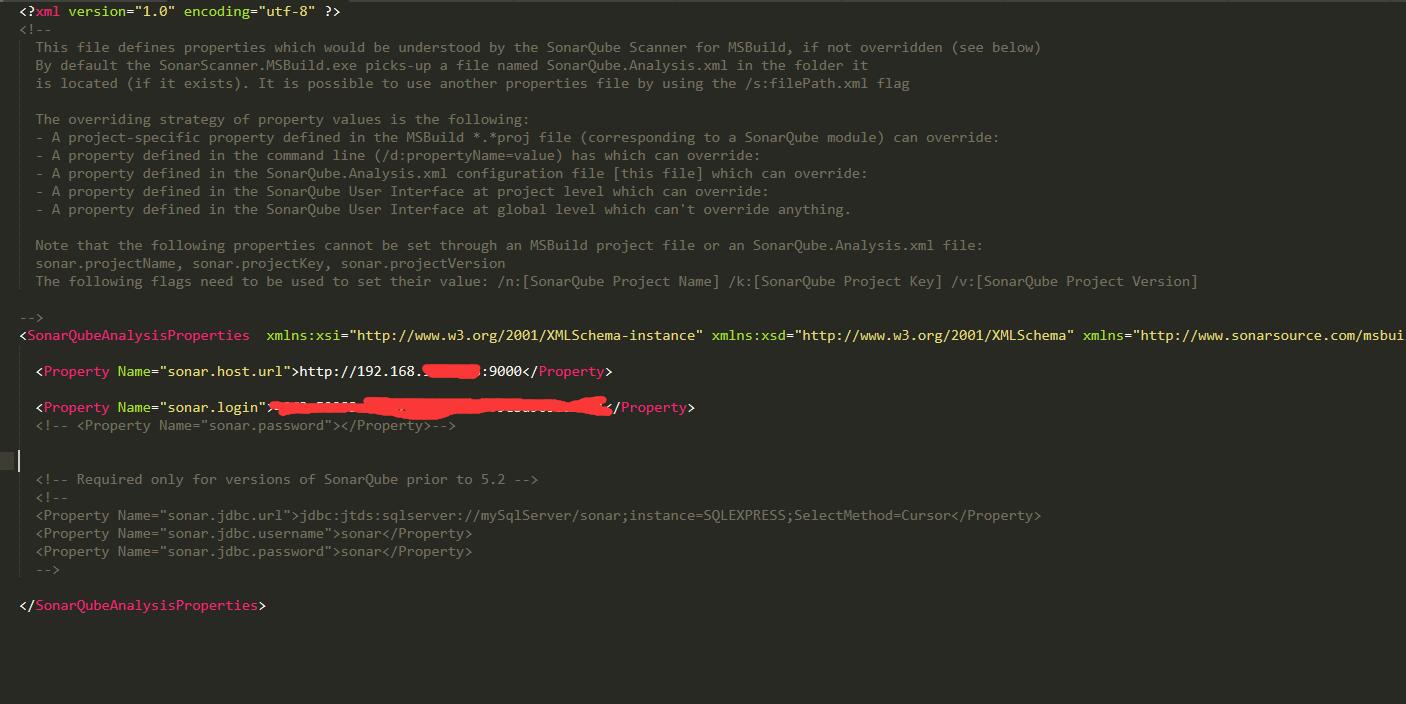 <?xml version="1.0" encoding="utf-8" ?>
<!--
This file defines properties which would be understood by the SonarQube Scanner for MSBuild, if not overridden (see below)
By default the SonarScanner.MSBuild.exe picks-up a file named SonarQube.Analysis.xml in the folder it
is located (if it exists). It is possible to use another properties file by using the /s:filePath.xml flag
The overriding strategy of property values is the following:
- A project-specific property defined in the MSBuild *.*proj file (corresponding to a SonarQube module) can override:
- A property defined in the command line (/d:propertyName=value) has which can override:
- A property defined in the SonarQube.Analysis.xml configuration file [this file] which can override:
- A property defined in the SonarQube User Interface at project level which can override:
- A property defined in the SonarQube User Interface at global level which can't override anything.
Note that the following properties cannot be set through an MSBuild project file or an SonarQube.Analysis.xml file:
sonar.projectName, sonar.projectKey, sonar.projectVersion
The following flags need to be used to set their value: /n:[SonarQube Project Name] /k:[SonarQube Project Key] /v:[SonarQube Project Version]
-->
<SonarQubeAnalysisProperties  xmlns:xsi="http://www.w3.org/2001/XMLSchema-instance" xmlns:xsd="http://www.w3.org/2001/XMLSchema" xmlns="http://www.sonarsource.com/msbui
<Property Name="sonar.host.url">http://192.168. :9000</Property>
<Property Name="sonar.login"> </Property>
<!-- <Property Name="sonar.password"></Property>-->
<!-- Required only for versions of SonarQube prior to 5.2 -->
<!--
<Property Name="sonar.jdbc.url">jdbc:jtds:sqlserver://mySqlServer/sonar;instance=SQLEXPRESS;SelectMethod=Cursor</Property>
<Property Name="sonar.jdbc.username">sonar</Property>
<Property Name="sonar.jdbc.password">sonar</Property>
-->
</SonarQubeAnalysisProperties>